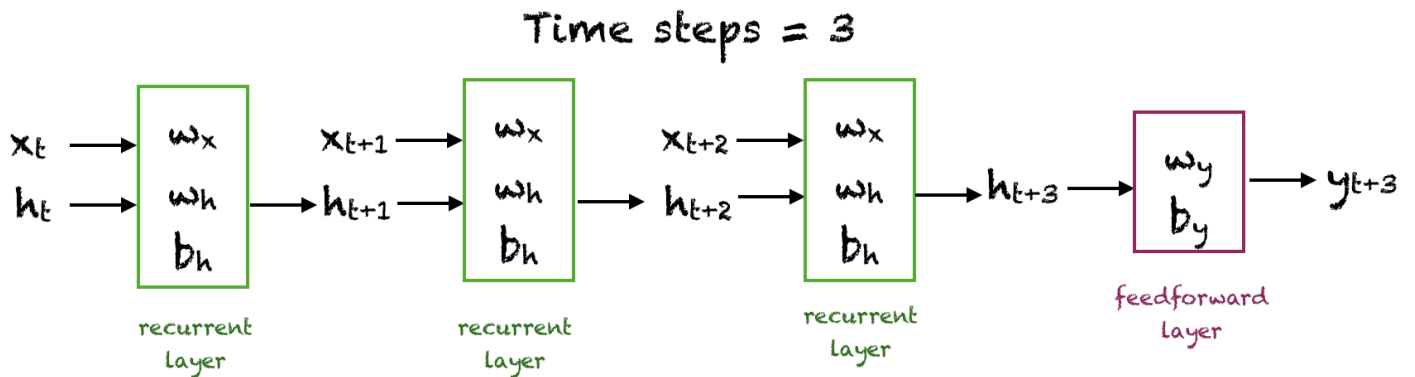 Time steps = 3
xt
ht
wx
wh
bh
recurrent
layer
xt+1
ht+1
wx
wh
bh
recurrent
layer
xt+2
ht+2
wx
wh
bh
recurrent
layer
ht+3
wy
by
feedforward
layer
yt+3